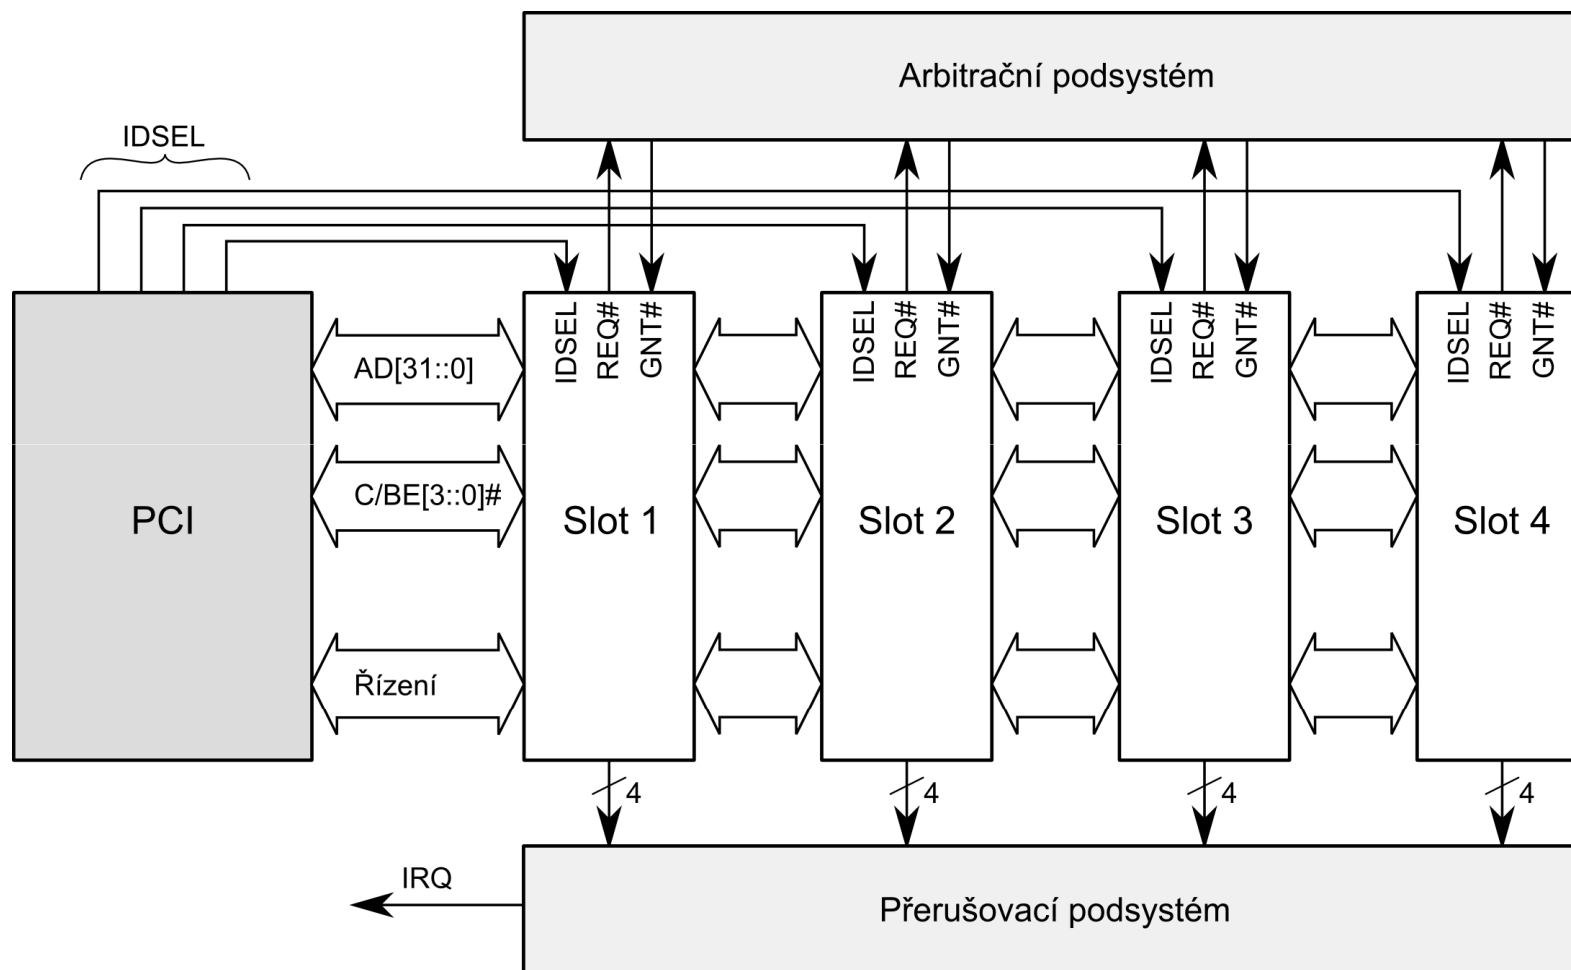 Arbitrační podsystém
IDSEL
IDSEL
REQ#
GNT#
IDSEL
REQ#
GNT#
IDSEL
REQ#
GNT#
IDSEL
REQ#
GNT#
AD[31::0]
C/BE[3::0]#
PCI
Slot 1
Slot 2
Slot 3
Slot 4
Řízení
4
4
4
4
IRQ
Přerušovací podsystém